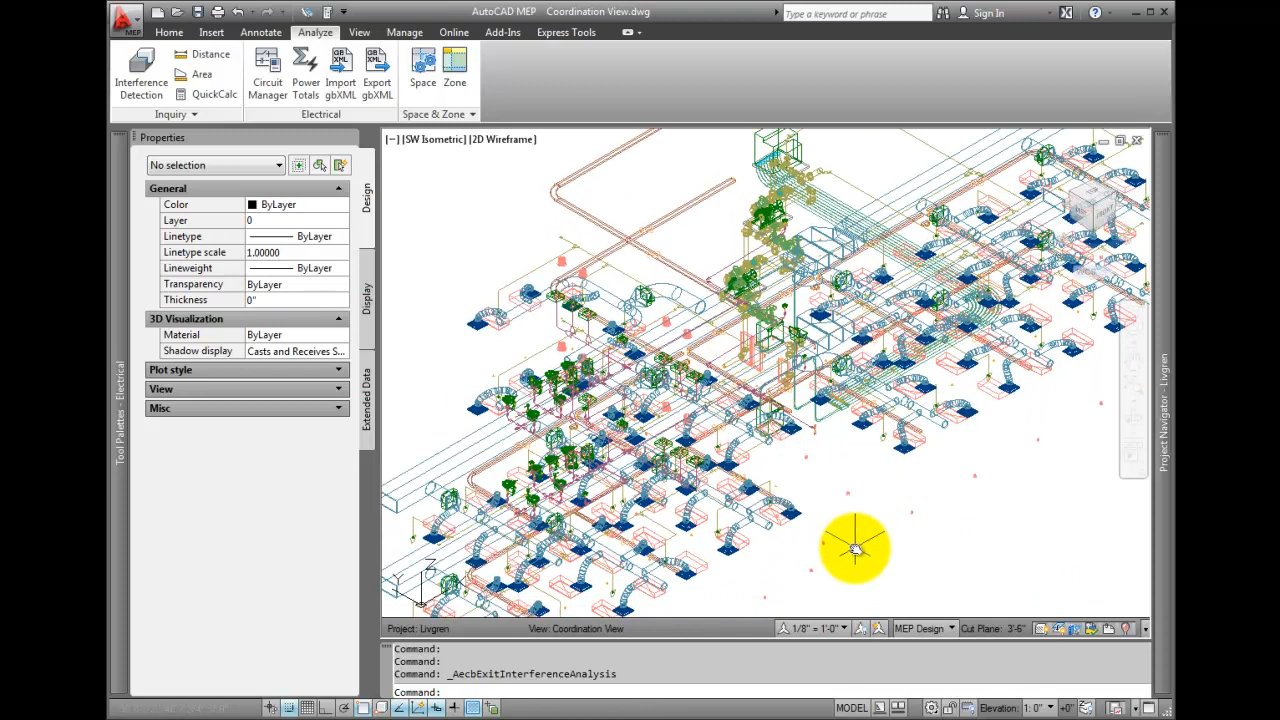 AutoCAD MEP   Coordination View.dwg
Type a keyword or phrase
Sign In
MEP
Home Insert Annotate Analyze View Manage Collaborate Online Add-Ins Express Tools
Interference Detection
Distance
Area
QuickCalc
Circuit Manager
Power Totals
Import gbXML
Export gbXML
Space
Zone
Inquiry
Electrical
Space & Zone
Properties
[−][SW Isometric][2D Wireframe]
No selection
General
Color ByLayer
Layer 0
Linetype ByLayer
Linetype scale 1.00000
Lineweight ByLayer
Transparency ByLayer
Thickness 0"
3D Visualization
Material ByLayer
Shadow display Casts and Receives S...
Plot style
View
Misc
Design
Display
Extended Data
Tool Palettes - Electrical
Project Navigator - Livgren
Z
Y
Project: Livgren
View: Coordination View
1/8" = 1'-0"
MEP Design
Cut Plane: 3'-6"
Command:
Command:
Command: _AecbExitInterferenceAnalysis
Command:
MODEL
Elevation: 1: 0"
+0"